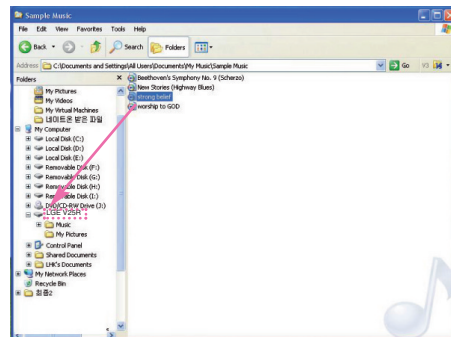 Sample Music
File Edit View Favorites Tools Help
Back Search Folders
Address C:\Documents and Settings\All Users\Documents\My Music\Sample Music Go
Folders
My Pictures
My Videos
My Virtual Machines
네이트온 받은 파일
My Computer
Local Disk (C:)
Local Disk (D:)
Local Disk (E:)
Removable Disk (F:)
Removable Disk (G:)
Removable Disk (H:)
Removable Disk (I:)
DVD/CD-RW Drive (J:)
LGE V25R
Music
My Pictures
Control Panel
Shared Documents
LHK's Documents
My Network Places
Recycle Bin
최종2
Beethoven's Symphony No. 9 (Scherzo)
New Stories (Highway Blues)
strong belief
worship to GOD